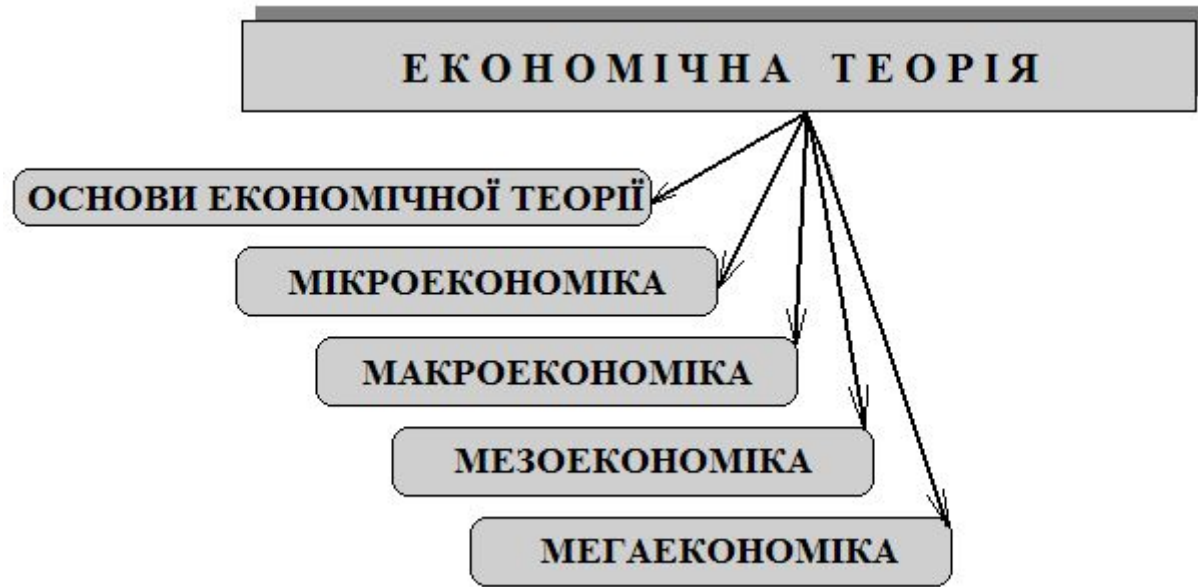 ЕКОНОМІЧНА ТЕОРІЯ
ОСНОВИ ЕКОНОМІЧНОЇ ТЕОРІЇ
МІКРОЕКОНОМІКА
МАКРОЕКОНОМІКА
МЕЗОЕКОНОМІКА
МЕГАЕКОНОМІКА